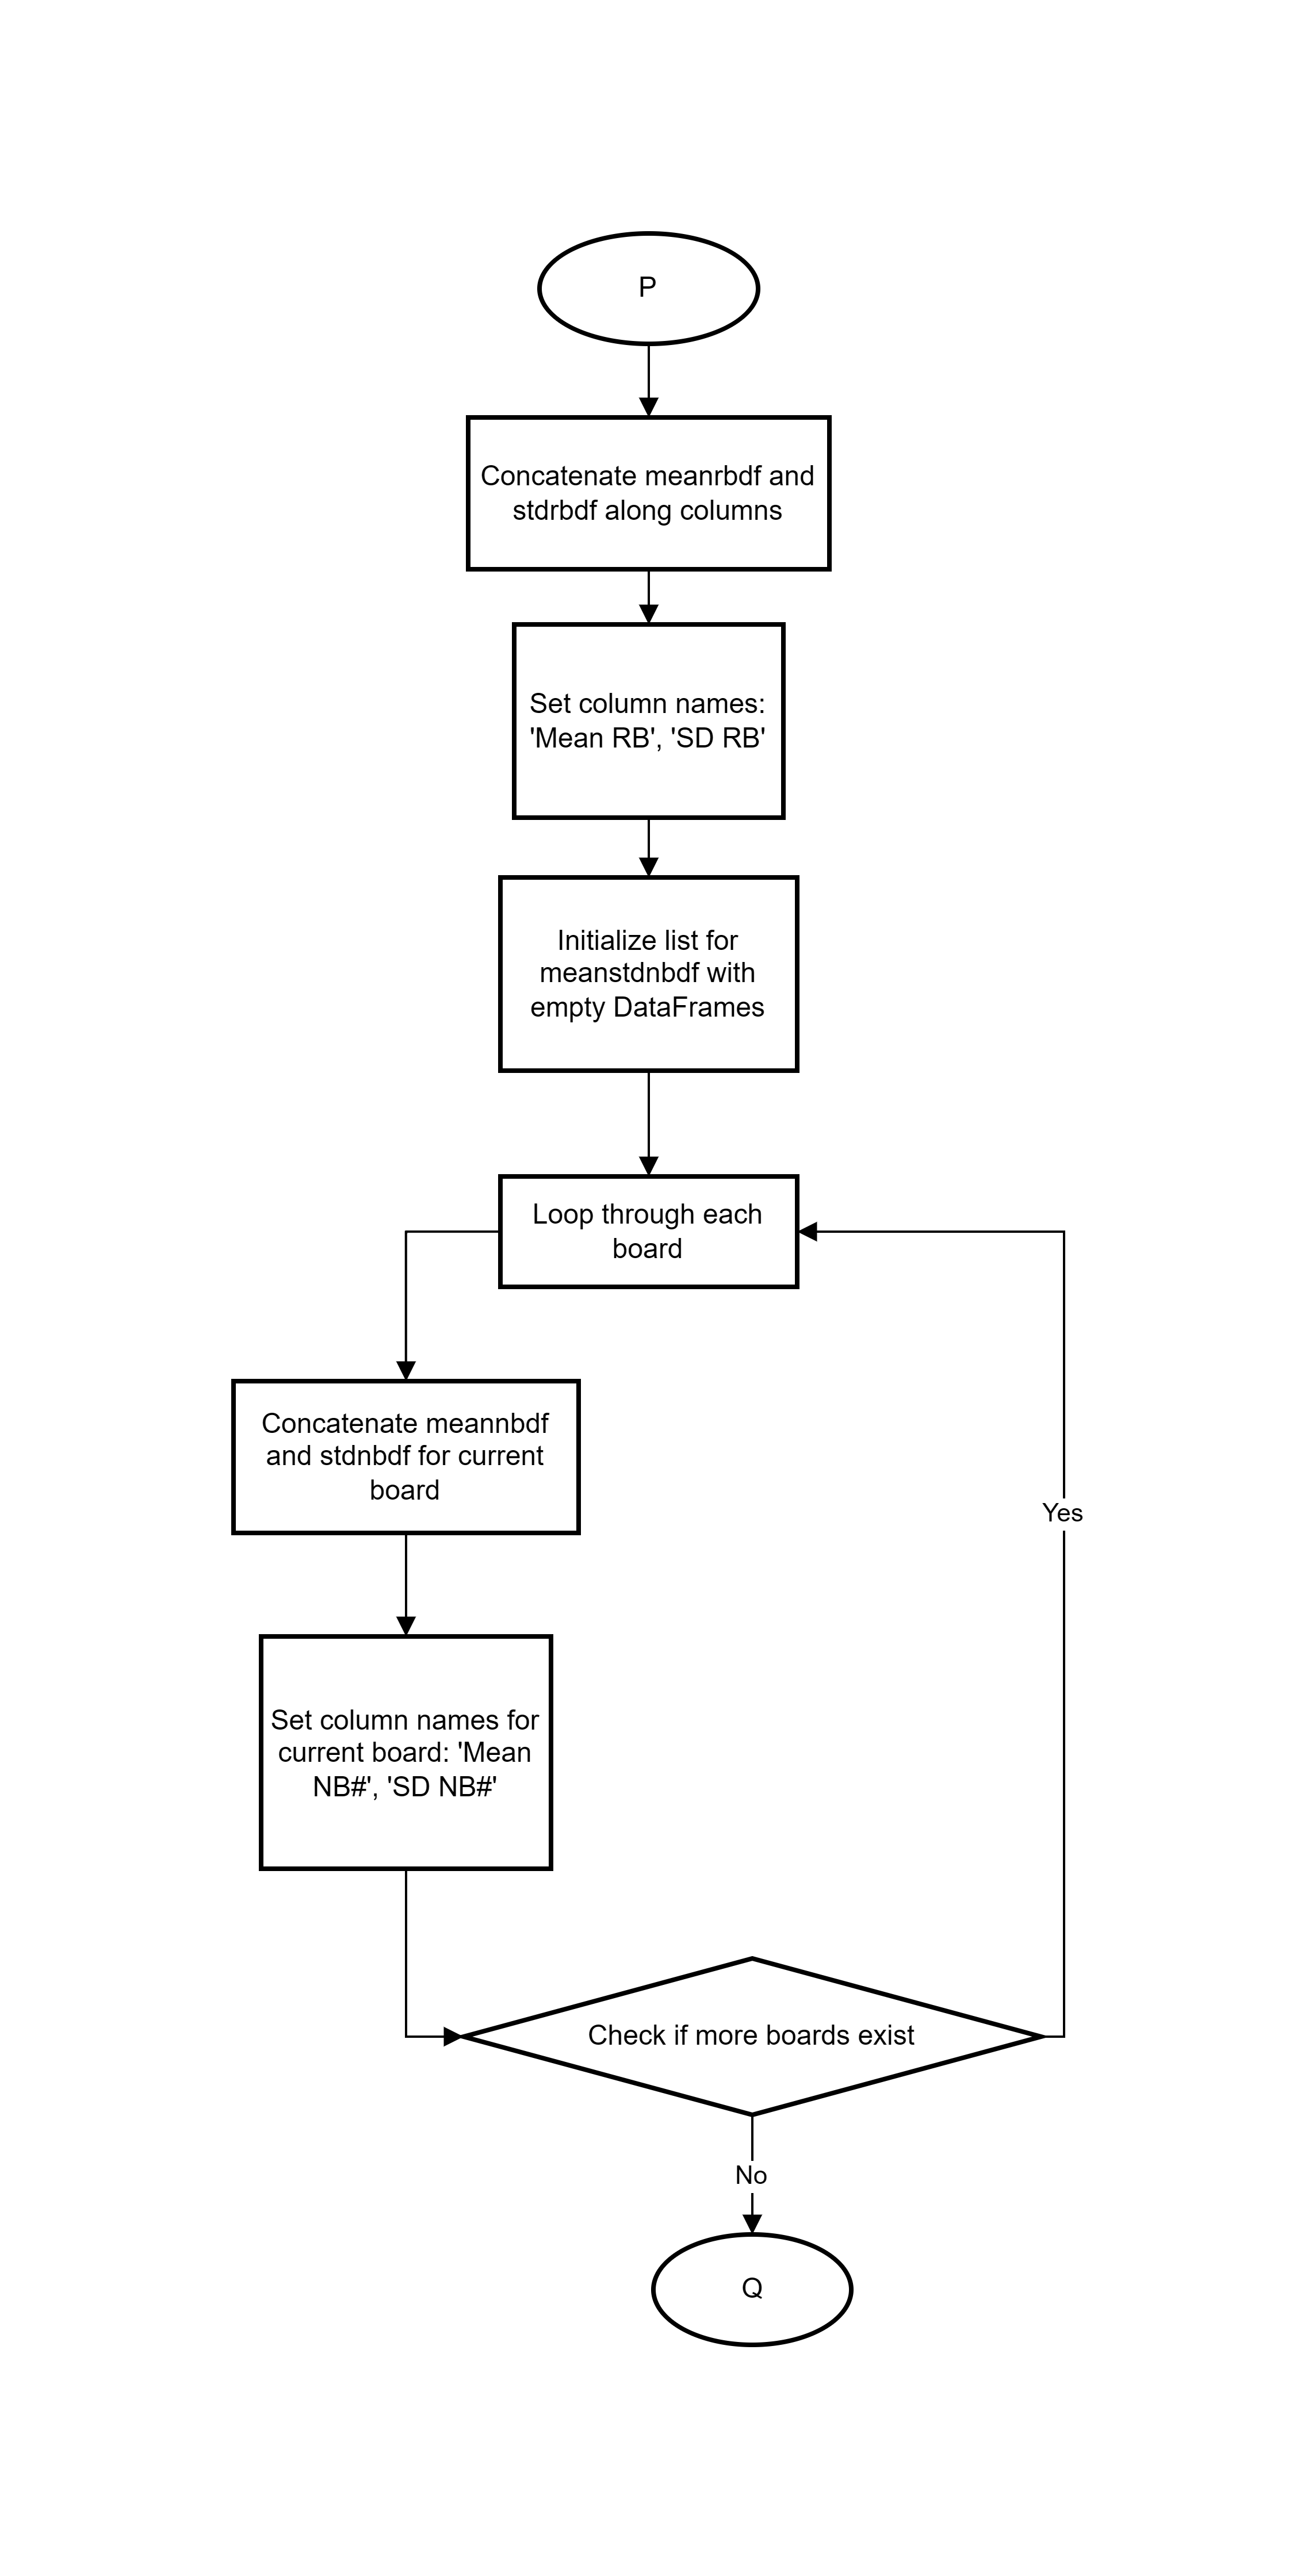 P
Concatenate meanrbdf and
stdrbdf along columns
Set column names:
'Mean RB', 'SD RB'
Initialize list for
meanstdnbdf with
empty DataFrames
Loop through each
board
Concatenate meannbdf
and stdnbdf for current
board
Yes
Set column names for
current board: 'Mean
NB#', 'SD NB#'
Check if more boards exist
No
Q